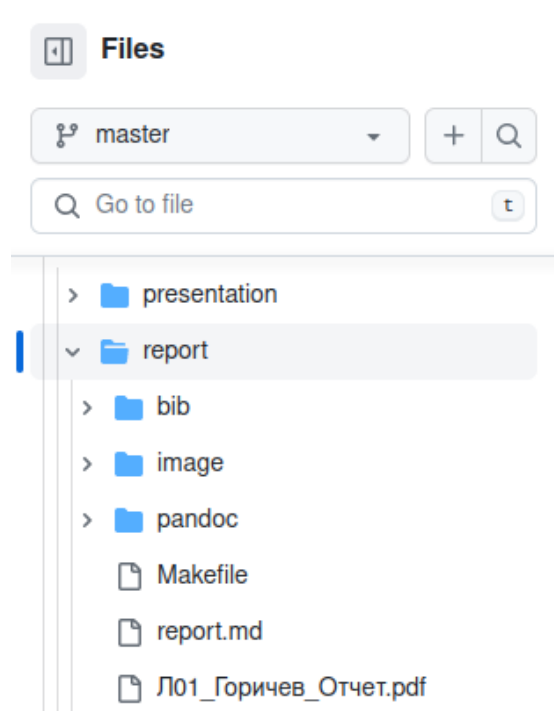 Files
master
Go to file
t
presentation
report
bib
image
pandoc
Makefile
report.md
Л01_Горичев_Отчет.pdf